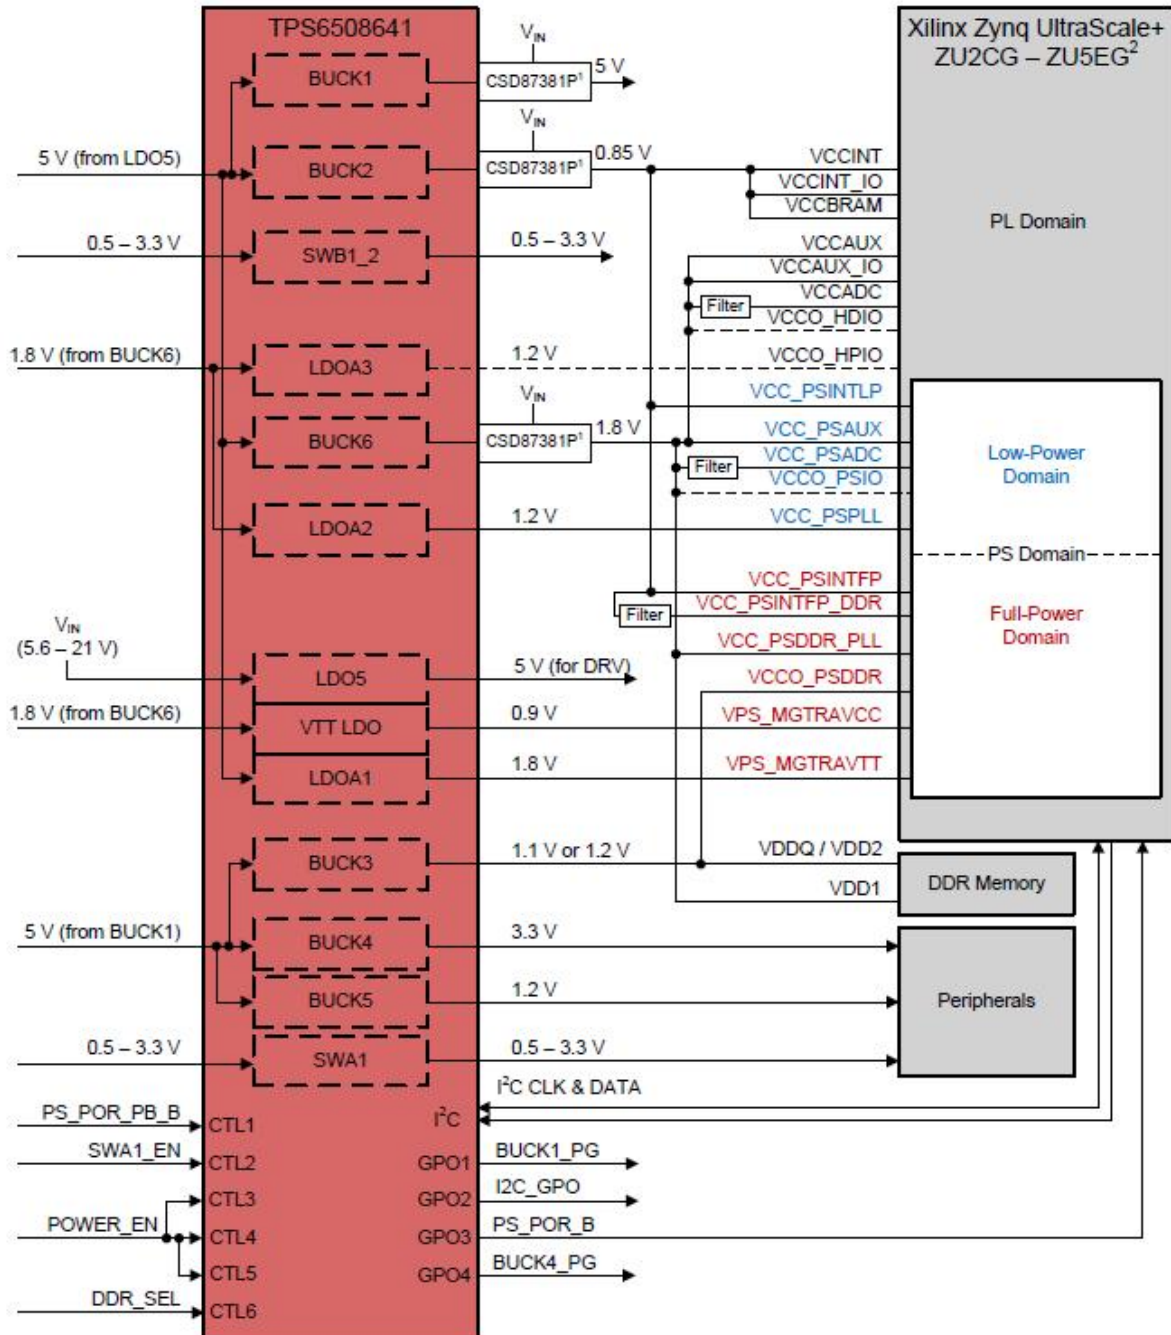 TPS6508641
Xilinx Zynq UltraScale+
ZU2CG – ZU5EG²
BUCK1
V_IN
CSD87381P¹
5 V
5 V (from LDO5)
BUCK2
V_IN
CSD87381P¹
0.85 V
VCCINT
VCCINT_IO
VCCBRAM
PL Domain
0.5 – 3.3 V
SWB1_2
0.5 – 3.3 V
VCCAUX
VCCAUX_IO
Filter
VCCADC
VCCO_HDIO
1.8 V (from BUCK6)
LDOA3
1.2 V
VCCO_HPIO
VCC_PSINTLP
BUCK6
V_IN
CSD87381P¹
1.8 V
VCC_PSAUX
Filter
VCC_PSADC
VCCO_PSIO
Low-Power
Domain
LDOA2
1.2 V
VCC_PSPLL
PS Domain
VCC_PSINTFP
Filter
VCC_PSINTFP_DDR
Full-Power
Domain
VCC_PSDDR_PLL
V_IN
(5.6 – 21 V)
LDO5
5 V (for DRV)
VCCO_PSDDR
1.8 V (from BUCK6)
VTT LDO
0.9 V
VPS_MGTRAVCC
LDOA1
1.8 V
VPS_MGTRAVTT
BUCK3
1.1 V or 1.2 V
VDDQ / VDD2
VDD1
DDR Memory
5 V (from BUCK1)
BUCK4
3.3 V
BUCK5
1.2 V
Peripherals
0.5 – 3.3 V
SWA1
0.5 – 3.3 V
I²C CLK & DATA
PS_POR_PB_B
CTL1
I²C
SWA1_EN
CTL2
GPO1
BUCK1_PG
CTL3
GPO2
I2C_GPO
POWER_EN
CTL4
GPO3
PS_POR_B
CTL5
GPO4
BUCK4_PG
DDR_SEL
CTL6